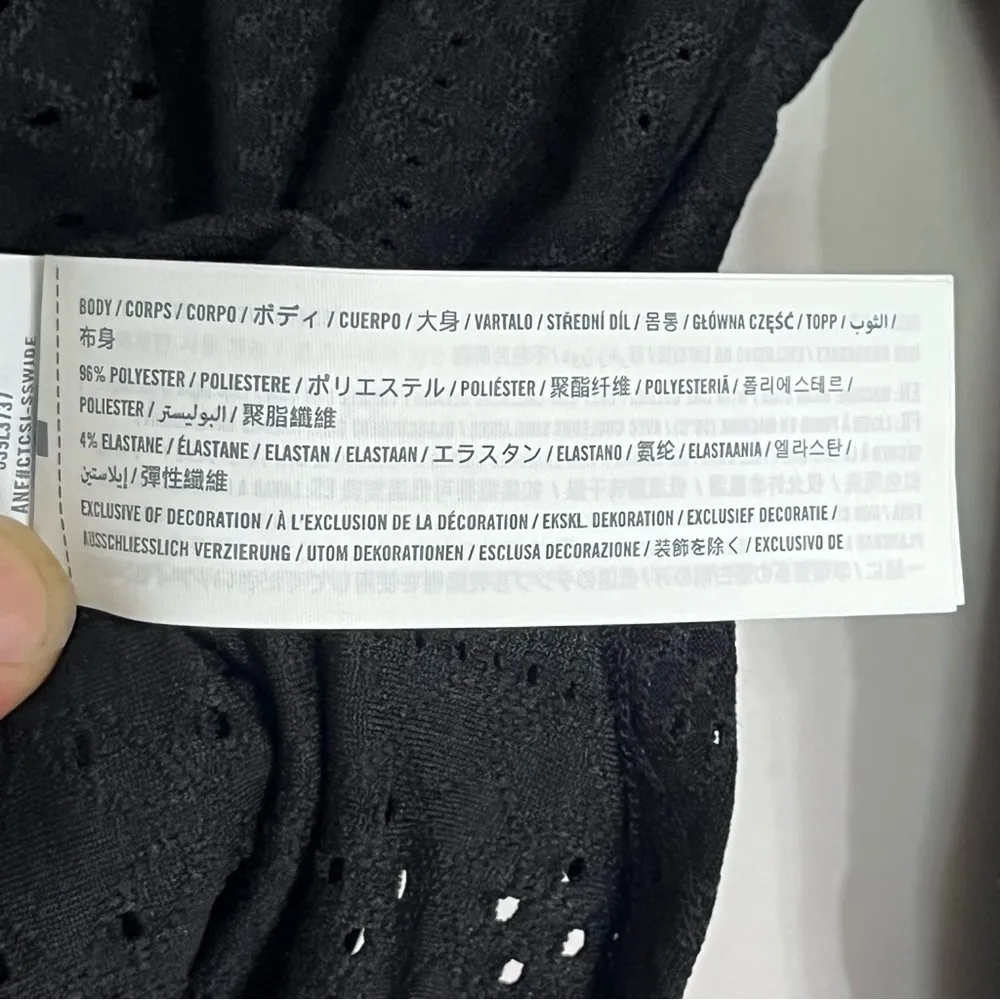 BODY / CORPS / CORPO / ボディ / CUERPO / 大身 / VARTALO / STŘEDNÍ DÍL / 몸통 / GŁÓWNA CZĘŚĆ / TOPP / الثوب /
布身
96% POLYESTER / POLIESTERE / ポリエステル / POLIÉSTER / 聚酯纤维 / POLYESTERIÄ / 폴리에스테르 /
POLIESTER / البوليستر / 聚脂纖維
4% ELASTANE / ÉLASTANE / ELASTAN / ELASTAAN / エラスタン / ELASTANO / 氨纶 / ELASTAANIA / 엘라스탄 /
إيلاستين / 彈性纖維
EXCLUSIVE OF DECORATION / À L'EXCLUSION DE LA DÉCORATION / EKSKL. DEKORATION / EXCLUSIEF DECORATIE /
AUSSCHLIESSLICH VERZIERUNG / UTOM DEKORATIONEN / ESCLUSA DECORAZIONE / 装飾を除く / EXCLUSIVO DE